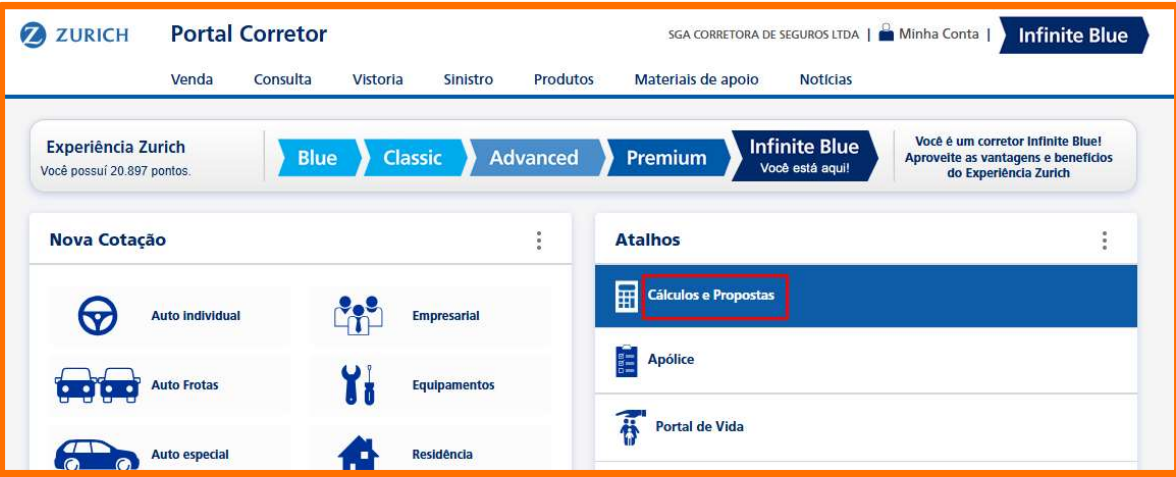 ZURICH Portal Corretor SGA CORRETORA DE SEGUROS LTDA | Minha Conta | Infinite Blue
Venda Consulta Vistoria Sinistro Produtos Materiais de apoio Notícias
Experiência Zurich
Você possuí 20.897 pontos.
Blue Classic Advanced Premium
Infinite Blue
Você está aqui!
Você é um corretor Infinite Blue!
Aproveite as vantagens e benefícios
do Experiência Zurich
Nova Cotação
Auto individual Empresarial
Auto Frotas Equipamentos
Auto especial Residência
Atalhos
Cálculos e Propostas
Apólice
Portal de Vida